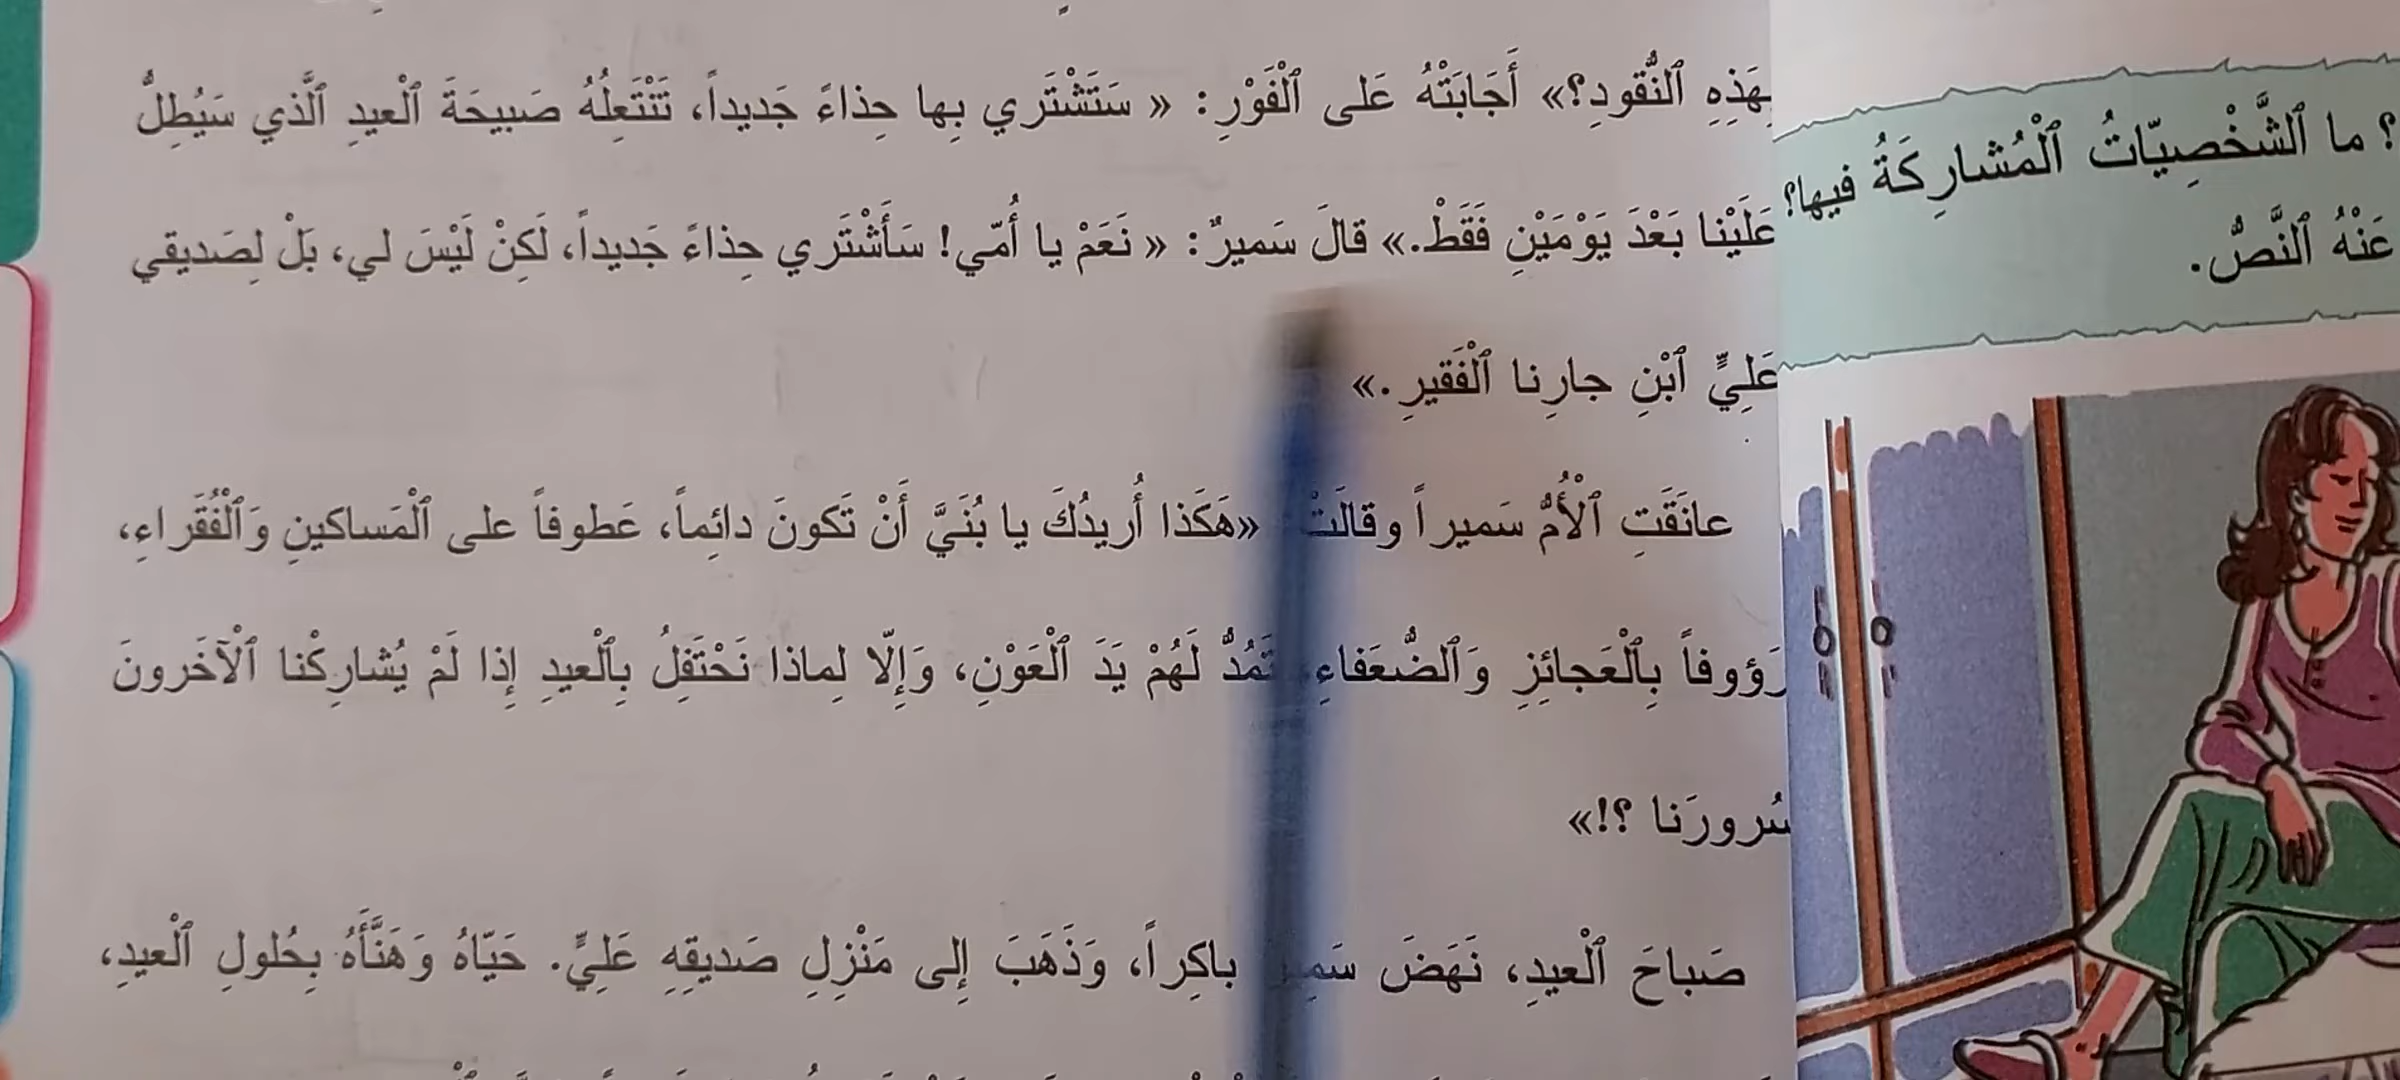 بِهَذِهِ ٱلنُّقودِ؟» أَجَابَتْهُ عَلى ٱلْفَوْرِ: « سَتَشْتَري بِها حِذاءً جَديداً، تَنْتَعِلُهُ صَبيحَةَ ٱلْعيدِ ٱلَّذي سَيُطِلُّ
عَلَيْنا بَعْدَ يَوْمَيْنِ فَقَطْ.» قالَ سَميرٌ: « نَعَمْ يا أُمّي! سَأَشْتَري حِذاءً جَديداً، لَكِنْ لَيْسَ لي، بَلْ لِصَديقي
عَلِيٍّ ٱبْنِ جارِنا ٱلْفَقيرِ.»
عانَقَتِ ٱلْأُمُّ سَميراً وقالَتْ «هَكَذا أُريدُكَ يا بُنَيَّ أَنْ تَكونَ دائِماً، عَطوفاً على ٱلْمَساكينِ وَٱلْفُقَراءِ،
رَؤوفاً بِٱلْعَجائِزِ وَٱلضُّعَفاءِ تَمُدُّ لَهُمْ يَدَ ٱلْعَوْنِ، وَإِلّا لِماذا نَحْتَفِلُ بِٱلْعيدِ إِذا لَمْ يُشارِكْنا ٱلْآخَرونَ
سُرورَنا ؟!»
صَباحَ ٱلْعيدِ، نَهَضَ باكِراً، وَذَهَبَ إِلى مَنْزِلِ صَديقِهِ عَلِيٍّ. حَيّاهُ وَهَنَّأَهُ بِحُلولِ ٱلْعيدِ،
؟ ما ٱلشَّخْصِيّاتُ ٱلْمُشارِكَةُ فيها؟
عَنْهُ ٱلنَّصُّ.